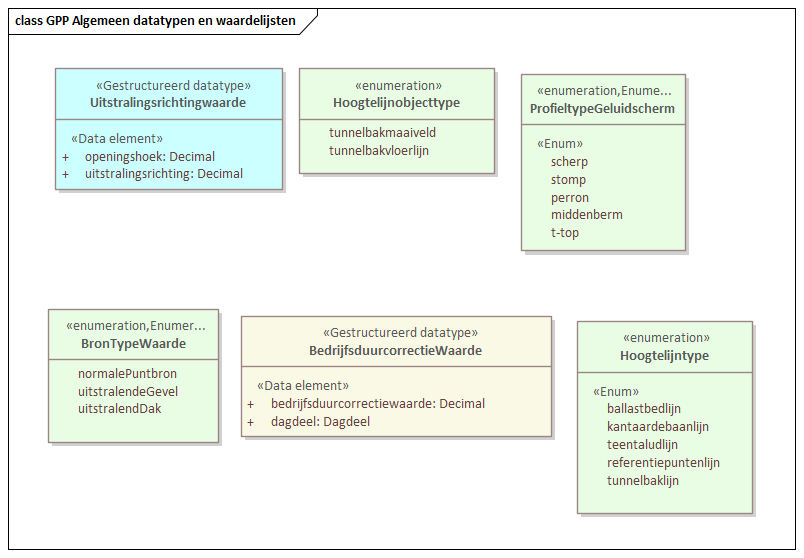 class GPP Algemeen datatypen en waardelijsten
«Gestructureerd datatype»
Uitstralingsrichtingwaarde
«Data element»
+ openingshoek: Decimal
+ uitstralingsrichting: Decimal
«enumeration»
Hoogtelijnobjecttype
tunnelbakmaaiveld
tunnelbakvloerlijn
«enumeration,Enume...
ProfieltypeGeluidscherm
«Enum»
scherp
stomp
perron
middenberm
t-top
«enumeration,Enumer...
BronTypeWaarde
normalePuntbron
uitstralendeGevel
uitstralendDak
«Gestructureerd datatype»
BedrijfsduurcorrectieWaarde
«Data element»
+ bedrijfsduurcorrectiewaarde: Decimal
+ dagdeel: Dagdeel
«enumeration»
Hoogtelijntype
«Enum»
ballastbedlijn
kantaardebaanlijn
teentaludlijn
referentiepuntenlijn
tunnelbaklijn